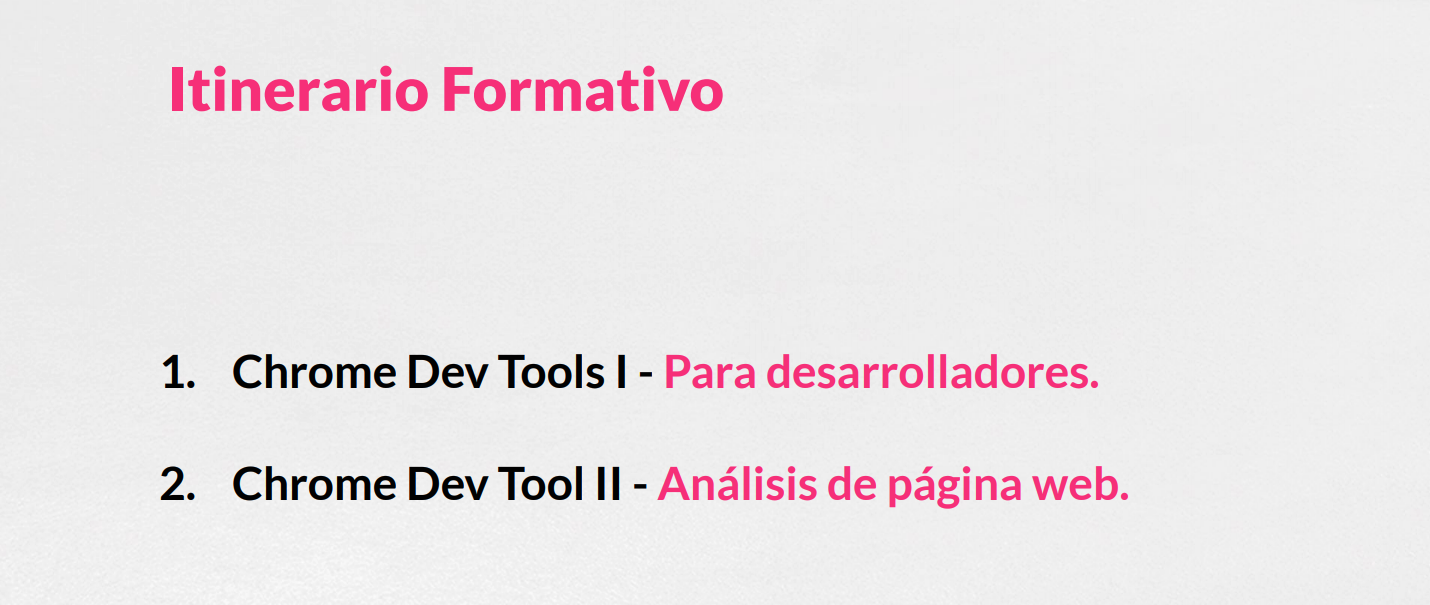 Itinerario Formativo
1. Chrome Dev Tools I - Para desarrolladores.
2. Chrome Dev Tool II - Análisis de página web.